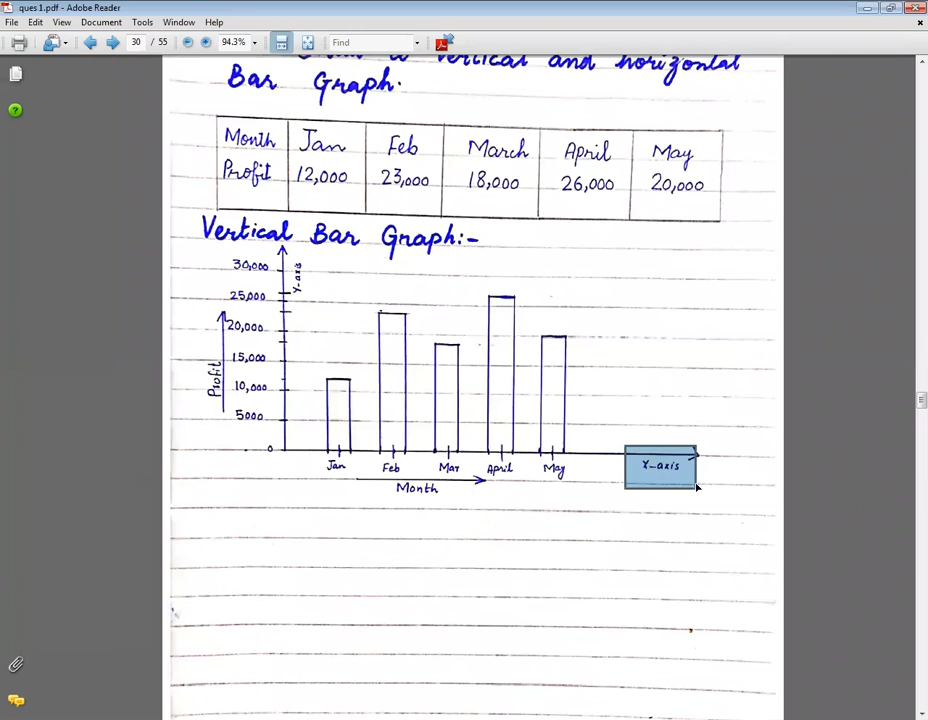 ques 1.pdf - Adobe Reader
File Edit View Document Tools Window Help
30 / 55 94.3% Find
a vertical and horizontal
Bar Graph.
Month Jan Feb March April May
Profit 12,000 23,000 18,000 26,000 20,000
Vertical Bar Graph:-
Y-axis
30,000
25,000
20,000
15,000
10,000
5000
0
Profit
Jan Feb Mar April May
X-axis
Month